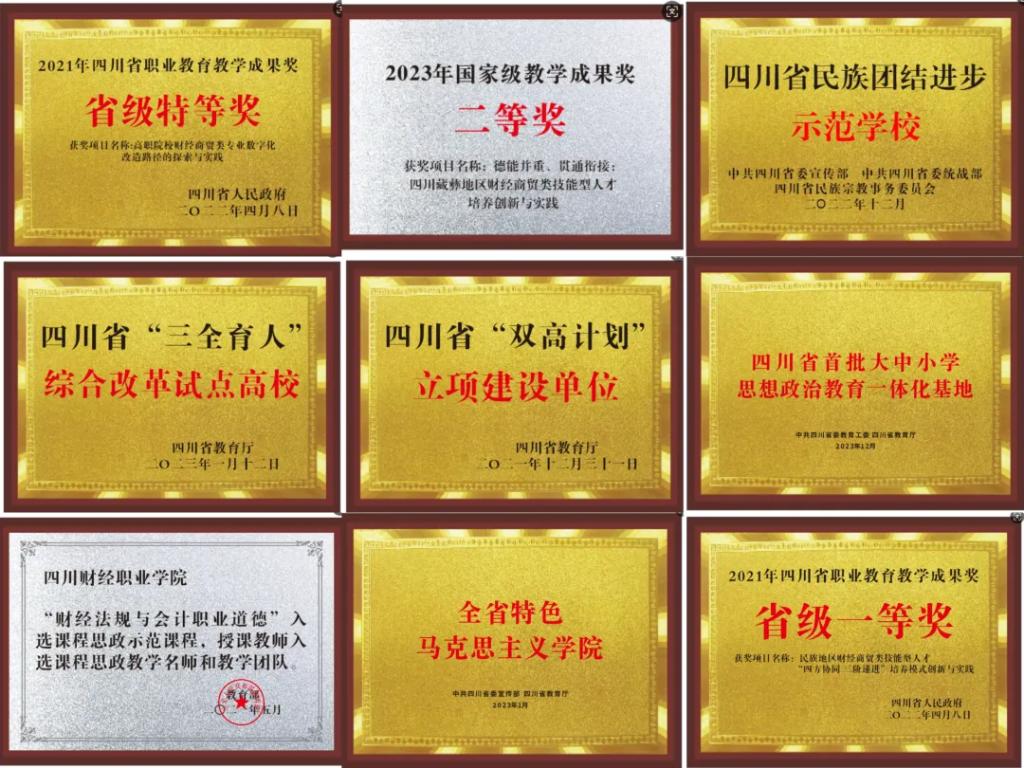 2021年四川省职业教育教学成果奖
省级特等奖
获奖项目名称:高职院校财经商贸类专业数字化
改造路径的探索与实践
四川省人民政府
二〇二二年四月八日
2023年国家级教学成果奖
二等奖
获奖项目名称：德能并重、贯通衔接：
四川藏彝地区财经商贸类技能型人才
培养创新与实践
四川省民族团结进步
示范学校
中共四川省委宣传部 中共四川省委统战部
四川省民族宗教事务委员会
二〇二二年十二月
四川省“三全育人”
综合改革试点高校
四川省教育厅
二〇二三年一月十二日
四川省“双高计划”
立项建设单位
四川省教育厅
二〇二一年十二月三十一日
四川省首批大中小学
思想政治教育一体化基地
中共四川省委教育工委 四川省教育厅
2023年12月
四川财经职业学院
“财经法规与会计职业道德”入
选课程思政示范课程，授课教师入
选课程思政教学名师和教学团队。
教育部
二〇二一年五月
全省特色
马克思主义学院
中共四川省委宣传部 四川省教育厅
2023年1月
2021年四川省职业教育教学成果奖
省级一等奖
获奖项目名称：民族地区财经商贸类技能型人才
“四方协同 三阶递进”培养模式创新与实践
四川省人民政府
二〇二二年四月八日